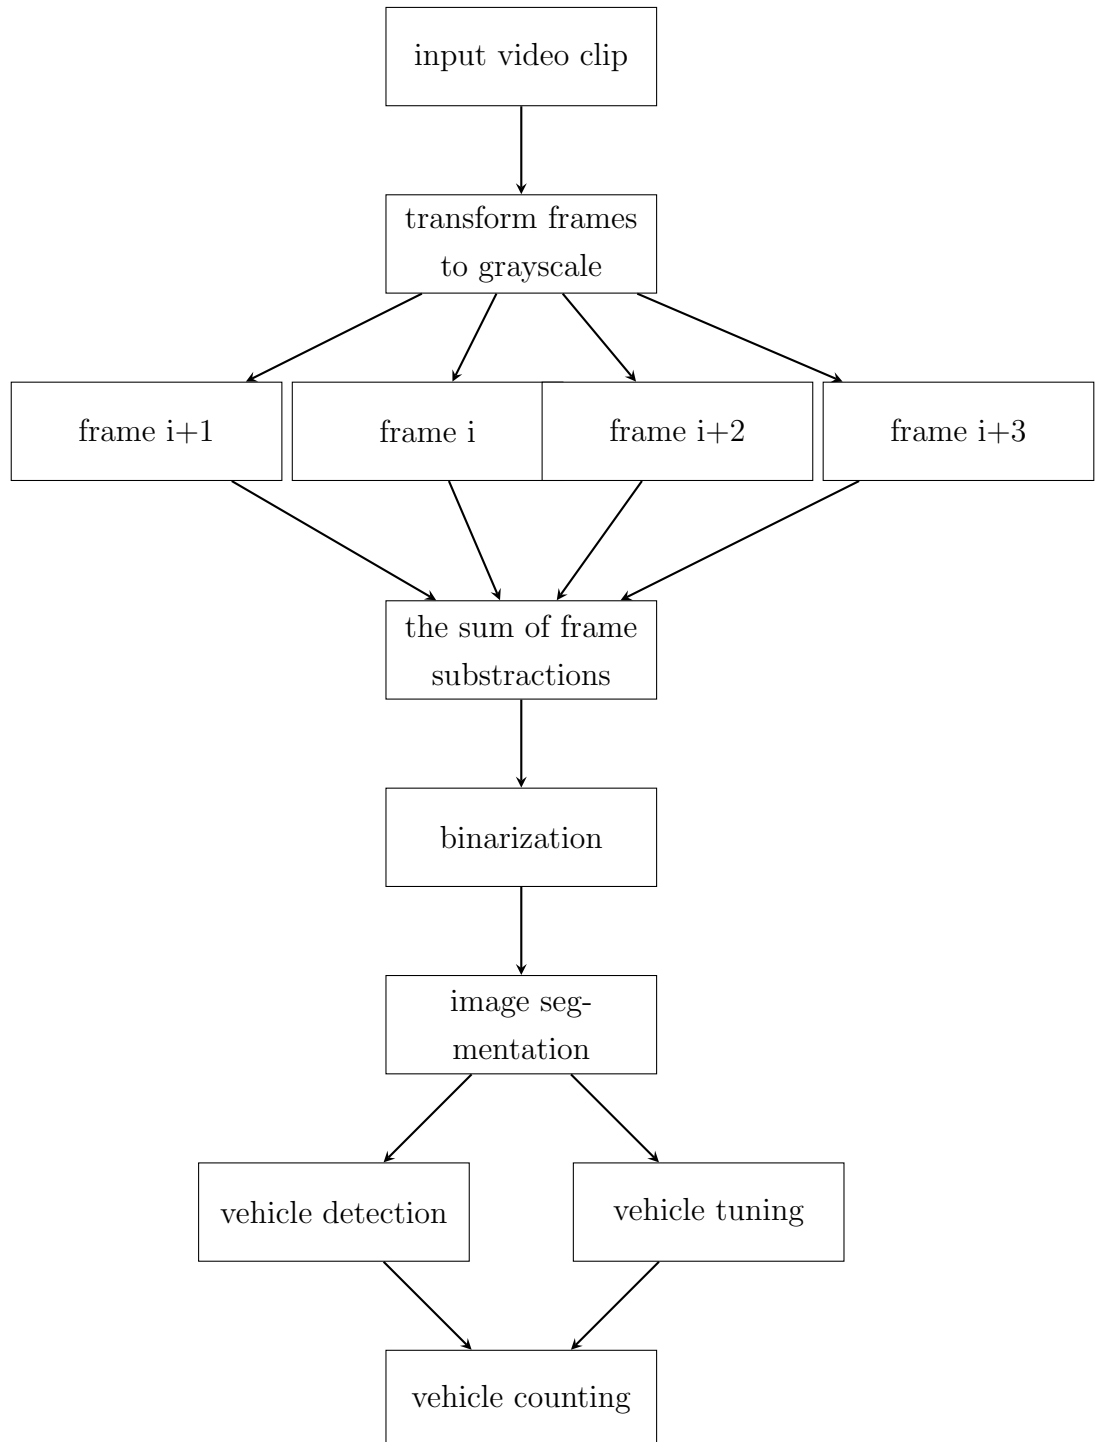 input video clip
transform frames
to grayscale
frame i+1
frame i
frame i+2
frame i+3
the sum of frame
substractions
binarization
image seg-
mentation
vehicle detection
vehicle tuning
vehicle counting